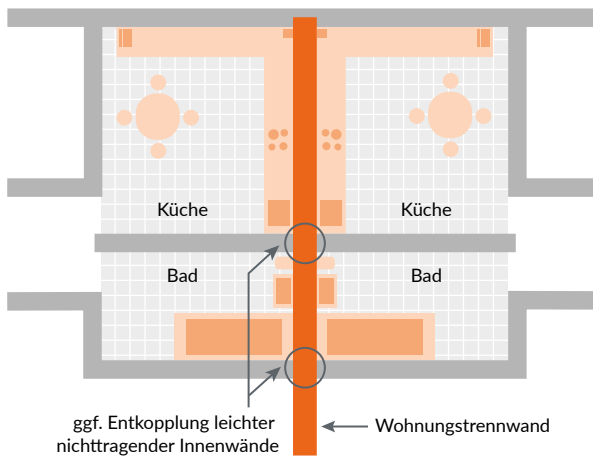 Küche
Küche
Bad
Bad
ggf. Entkopplung leichter
nichttragender Innenwände
Wohnungstrennwand